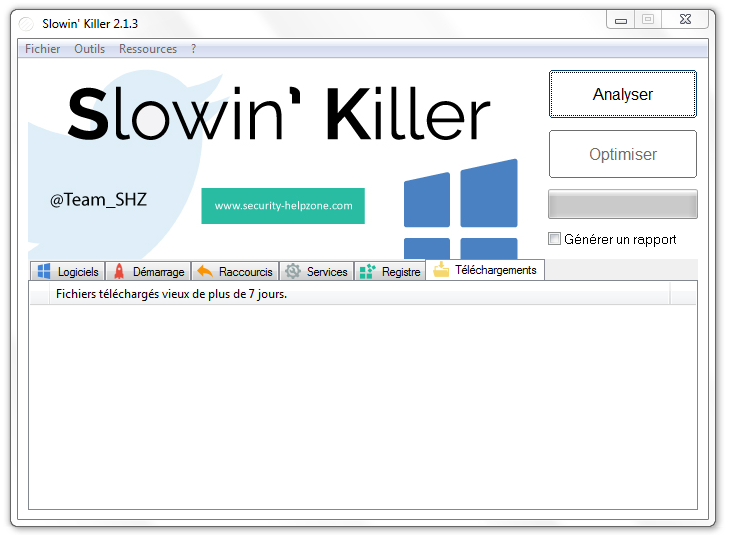 Slowin' Killer 2.1.3
Fichier Outils Ressources ?
Slowin' Killer
Analyser
Optimiser
@Team_SHZ
www.security-helpzone.com
Générer un rapport
Logiciels Démarrage Raccourcis Services Registre Téléchargements
Fichiers téléchargés vieux de plus de 7 jours.